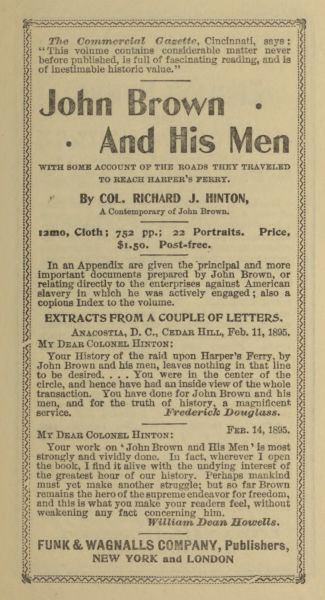 The Commercial Gazette, Cincinnati, says:
"This volume contains considerable matter never
before published, is full of fascinating reading, and is
of inestimable historic value."
John Brown •
• And His Men
WITH SOME ACCOUNT OF THE ROADS THEY TRAVELED
TO REACH HARPER'S FERRY.
By COL. RICHARD J. HINTON,
A Contemporary of John Brown.
12mo, Cloth; 752 pp.; 22 Portraits. Price,
$1.50. Post-free.
In an Appendix are given the principal and more
important documents prepared by John Brown, or
relating directly to the enterprises against American
slavery in which he was actively engaged; also a
copious Index to the volume.
EXTRACTS FROM A COUPLE OF LETTERS.
ANACOSTIA, D. C., CEDAR HILL, Feb. 11, 1895.
MY DEAR COLONEL HINTON:
Your History of the raid upon Harper's Ferry, by
John Brown and his men, leaves nothing in that line
to be desired. . . . You were in the center of the
circle, and hence have had an inside view of the whole
transaction. You have done for John Brown and his
men, and for the truth of history, a magnificent
service. Frederick Douglass.
FEB. 14, 1895.
MY DEAR COLONEL HINTON:
Your work on 'John Brown and His Men' is most
strongly and vividly done. In fact, wherever I open
the book, I find it alive with the undying interest of
the greatest hour of our history. Perhaps mankind
must yet make another struggle; but so far Brown
remains the hero of the supreme endeavor for freedom,
and this is what you make your readers feel, without
weakening any fact concerning him.
William Dean Howells.
FUNK & WAGNALLS COMPANY, Publishers,
NEW YORK and LONDON